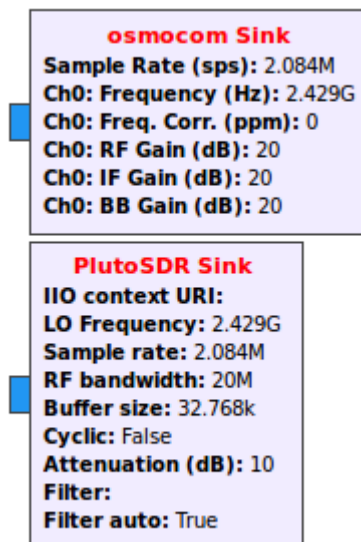 osmocom Sink
Sample Rate (sps): 2.084M
Ch0: Frequency (Hz): 2.429G
Ch0: Freq. Corr. (ppm): 0
Ch0: RF Gain (dB): 20
Ch0: IF Gain (dB): 20
Ch0: BB Gain (dB): 20
PlutoSDR Sink
IIO context URI:
LO Frequency: 2.429G
Sample rate: 2.084M
RF bandwidth: 20M
Buffer size: 32.768k
Cyclic: False
Attenuation (dB): 10
Filter:
Filter auto: True